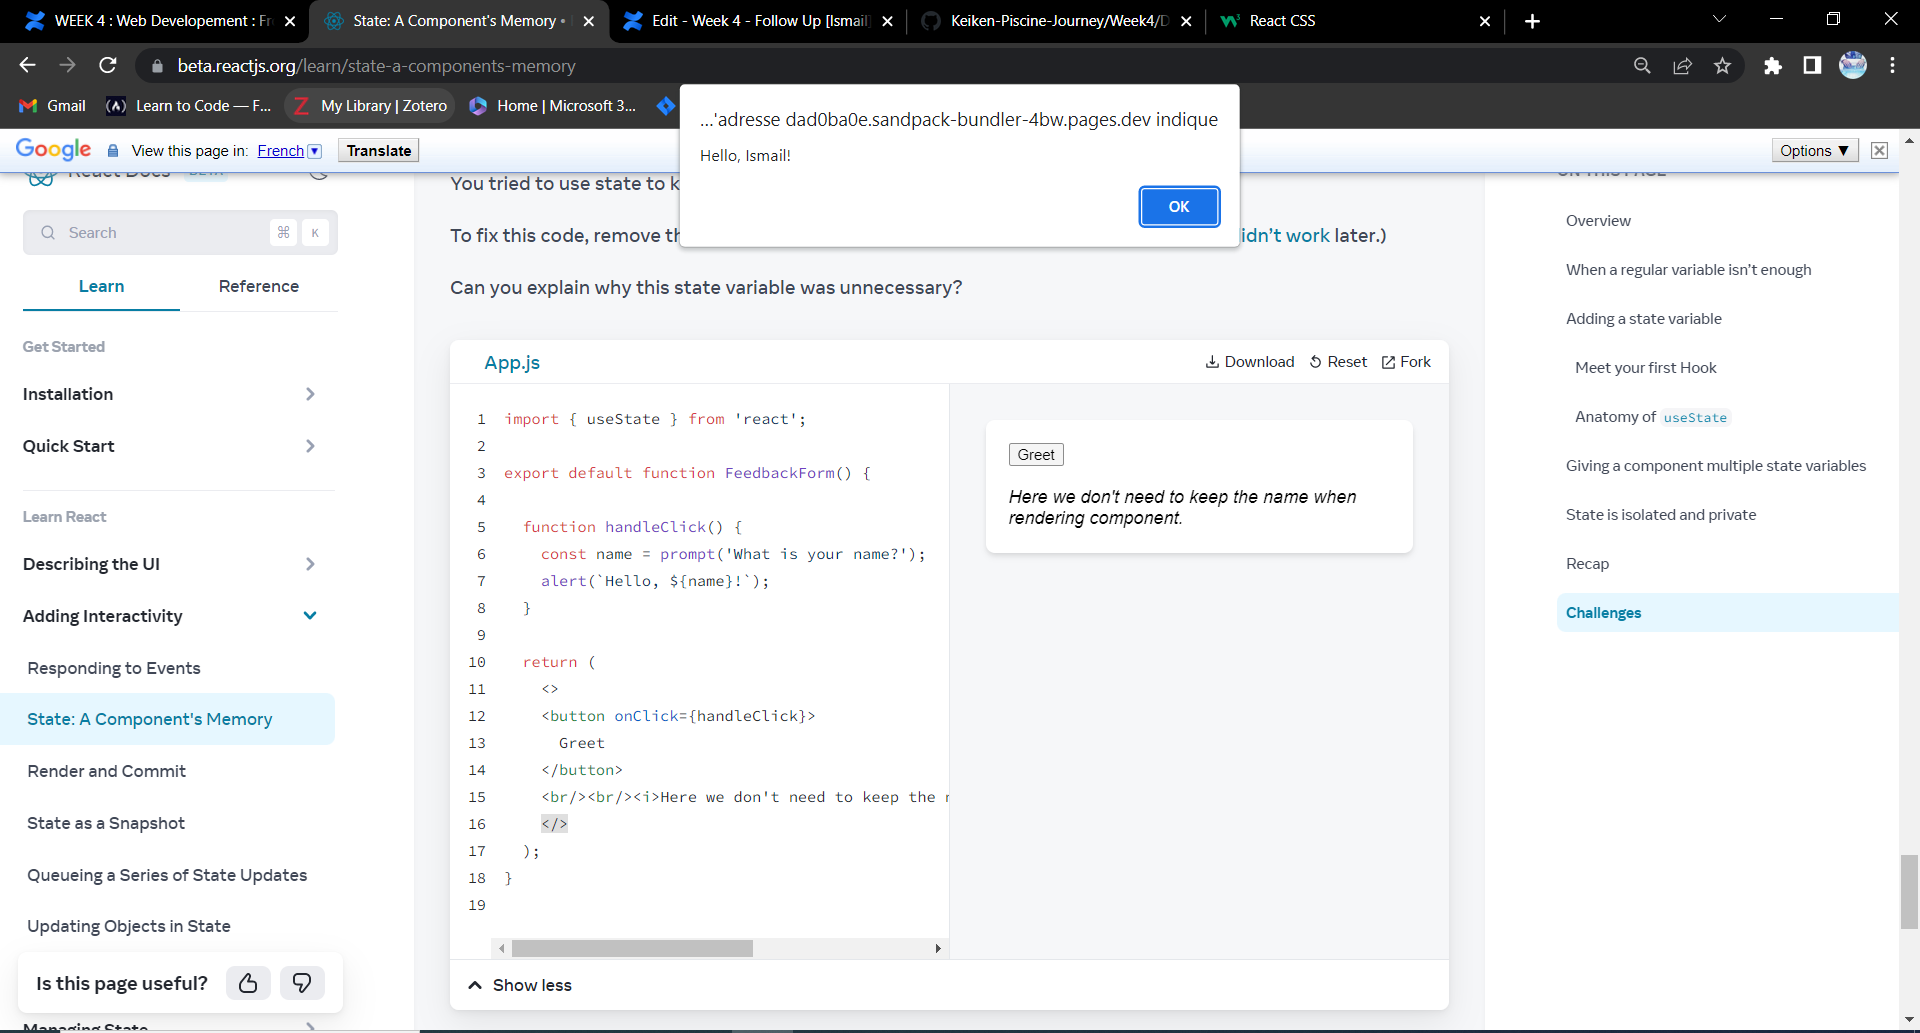 WEEK 4 : Web Developement : Fr
State: A Component's Memory •
Edit - Week 4 - Follow Up [Ismail]
Keiken-Piscine-Journey/Week4/D
React CSS
beta.reactjs.org/learn/state-a-components-memory
Gmail
Learn to Code — F...
My Library | Zotero
Home | Microsoft 3...
...'adresse dad0ba0e.sandpack-bundler-4bw.pages.dev indique
Hello, Ismail!
OK
Google
View this page in: French
Translate
Options ▼
React Docs BETA
Search ⌘ K
Learn
Reference
Get Started
Installation
Quick Start
Learn React
Describing the UI
Adding Interactivity
Responding to Events
State: A Component's Memory
Render and Commit
State as a Snapshot
Queueing a Series of State Updates
Updating Objects in State
Is this page useful?
Managing State
You tried to use state to k
To fix this code, remove th
idn’t work later.)
Can you explain why this state variable was unnecessary?
App.js
Download
Reset
Fork
1 import { useState } from 'react';
2
3 export default function FeedbackForm() {
4
5 function handleClick() {
6 const name = prompt('What is your name?');
7 alert(`Hello, ${name}!`);
8 }
9
10 return (
11 <>
12 <button onClick={handleClick}>
13 Greet
14 </button>
15 <br/><br/><i>Here we don't need to keep the n
16 </>
17 );
18 }
19
Show less
Greet
Here we don't need to keep the name when
rendering component.
ON THIS PAGE
Overview
When a regular variable isn’t enough
Adding a state variable
Meet your first Hook
Anatomy of useState
Giving a component multiple state variables
State is isolated and private
Recap
Challenges